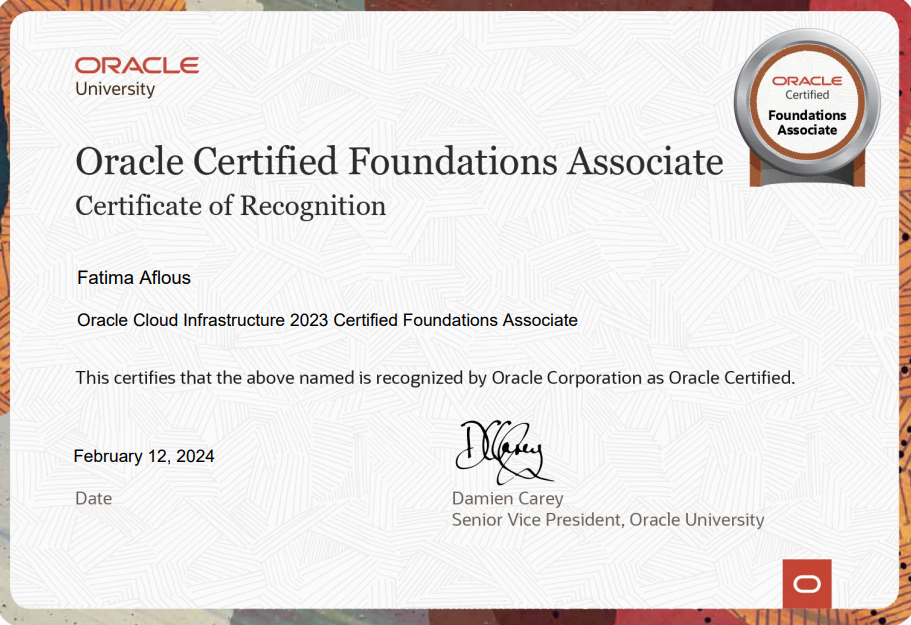 ORACLE
University
ORACLE
Certified
Foundations
Associate
Oracle Certified Foundations Associate
Certificate of Recognition
Fatima Aflous
Oracle Cloud Infrastructure 2023 Certified Foundations Associate
This certifies that the above named is recognized by Oracle Corporation as Oracle Certified.
February 12, 2024
Date
DCarey
Damien Carey
Senior Vice President, Oracle University